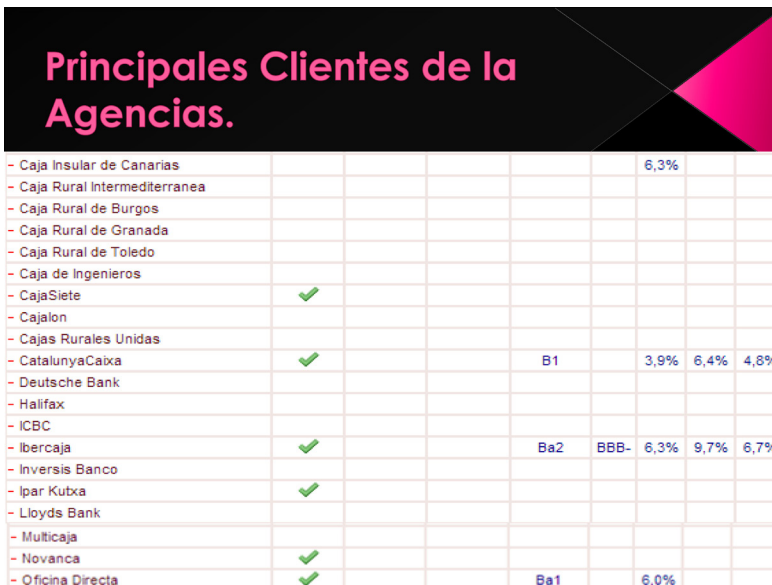 Principales Clientes de la
Agencias.
- Caja Insular de Canarias 6,3%
- Caja Rural Intermediterranea
- Caja Rural de Burgos
- Caja Rural de Granada
- Caja Rural de Toledo
- Caja de Ingenieros
- CajaSiete
- Cajalon
- Cajas Rurales Unidas
- CatalunyaCaixa B1 3,9% 6,4% 4,8%
- Deutsche Bank
- Halifax
- ICBC
- Ibercaja Ba2 BBB- 6,3% 9,7% 6,7%
- Inversis Banco
- Ipar Kutxa
- Lloyds Bank
- Multicaja
- Novanca
- Oficina Directa Ba1 6,0%